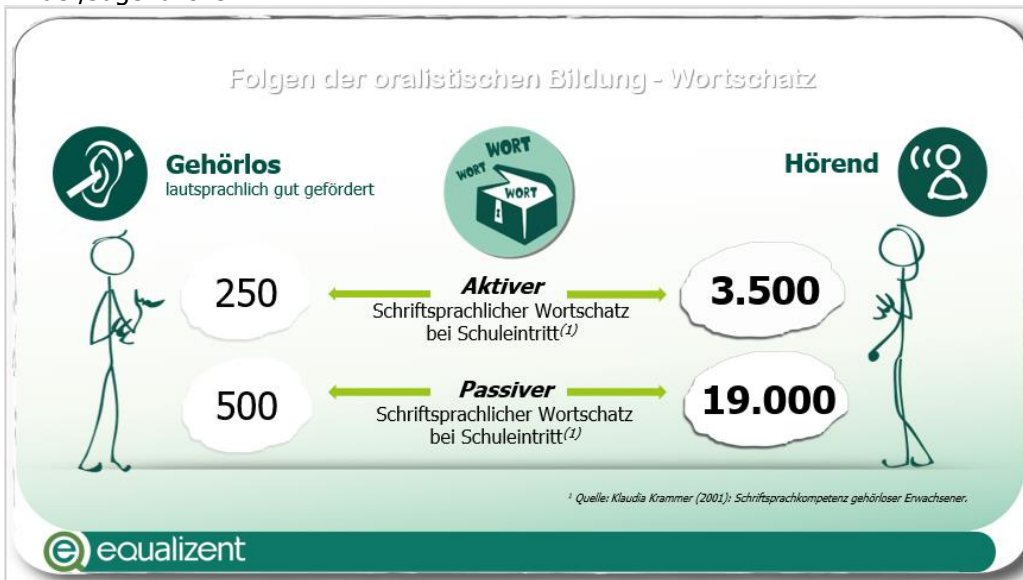 Folgen der oralistischen Bildung - Wortschatz
Gehörlos
lautsprachlich gut gefördert
WORT
WORT
WORT
Hörend
250
Aktiver
Schriftsprachlicher Wortschatz
bei Schuleintritt(1)
3.500
500
Passiver
Schriftsprachlicher Wortschatz
bei Schuleintritt(1)
19.000
1 Quelle: Klaudia Krammer (2001): Schriftsprachkompetenz gehörloser Erwachsener.
equalizent